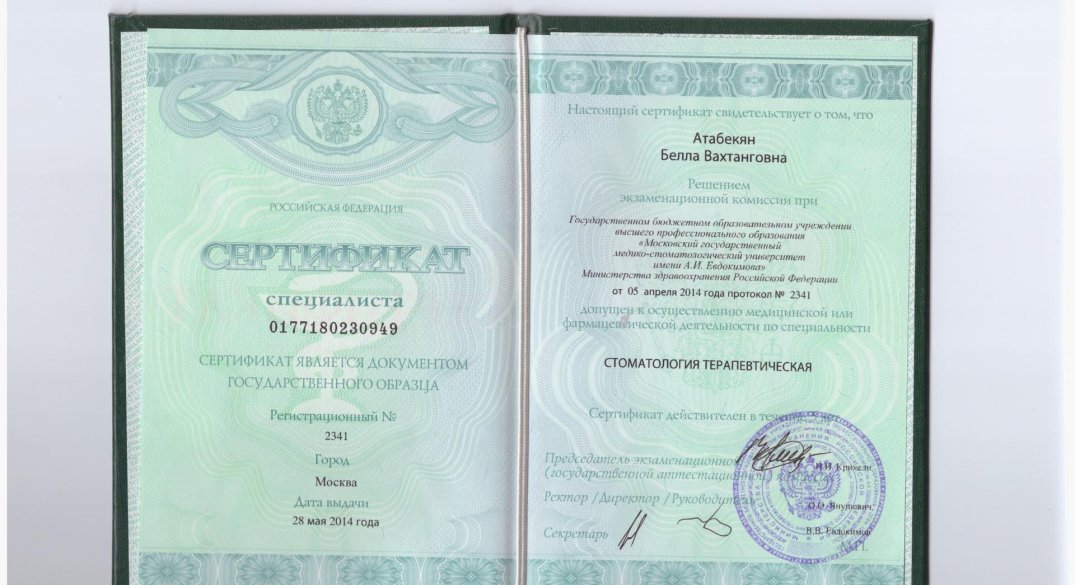 РОССИЙСКАЯ ФЕДЕРАЦИЯ
СЕРТИФИКАТ
специалиста
0177180230949
СЕРТИФИКАТ ЯВЛЯЕТСЯ ДОКУМЕНТОМ
ГОСУДАРСТВЕННОГО ОБРАЗЦА
Регистрационный №
2341
Город
Москва
Дата выдачи
28 мая 2014 года
Настоящий сертификат свидетельствует о том, что
Атабекян
Белла Вахтанговна
Решением
экзаменационной комиссии при
Государственном бюджетном образовательном учреждении
высшего профессионального образования
«Московский государственный
медико-стоматологический университет
имени А.И. Евдокимова»
Министерства здравоохранения Российской Федерации
от 05 апреля 2014 года протокол № 2341
допущен к осуществлению медицинской или
фармацевтической деятельности по специальности
СТОМАТОЛОГИЯ ТЕРАПЕВТИЧЕСКАЯ
Сертификат действителен в
Председатель экзаменационной
(государственной аттестационной)
И.И. Крихели
Ректор /Директор /Руководитель
О.О. Янушевич
Секретарь
В.В. Евдокимов